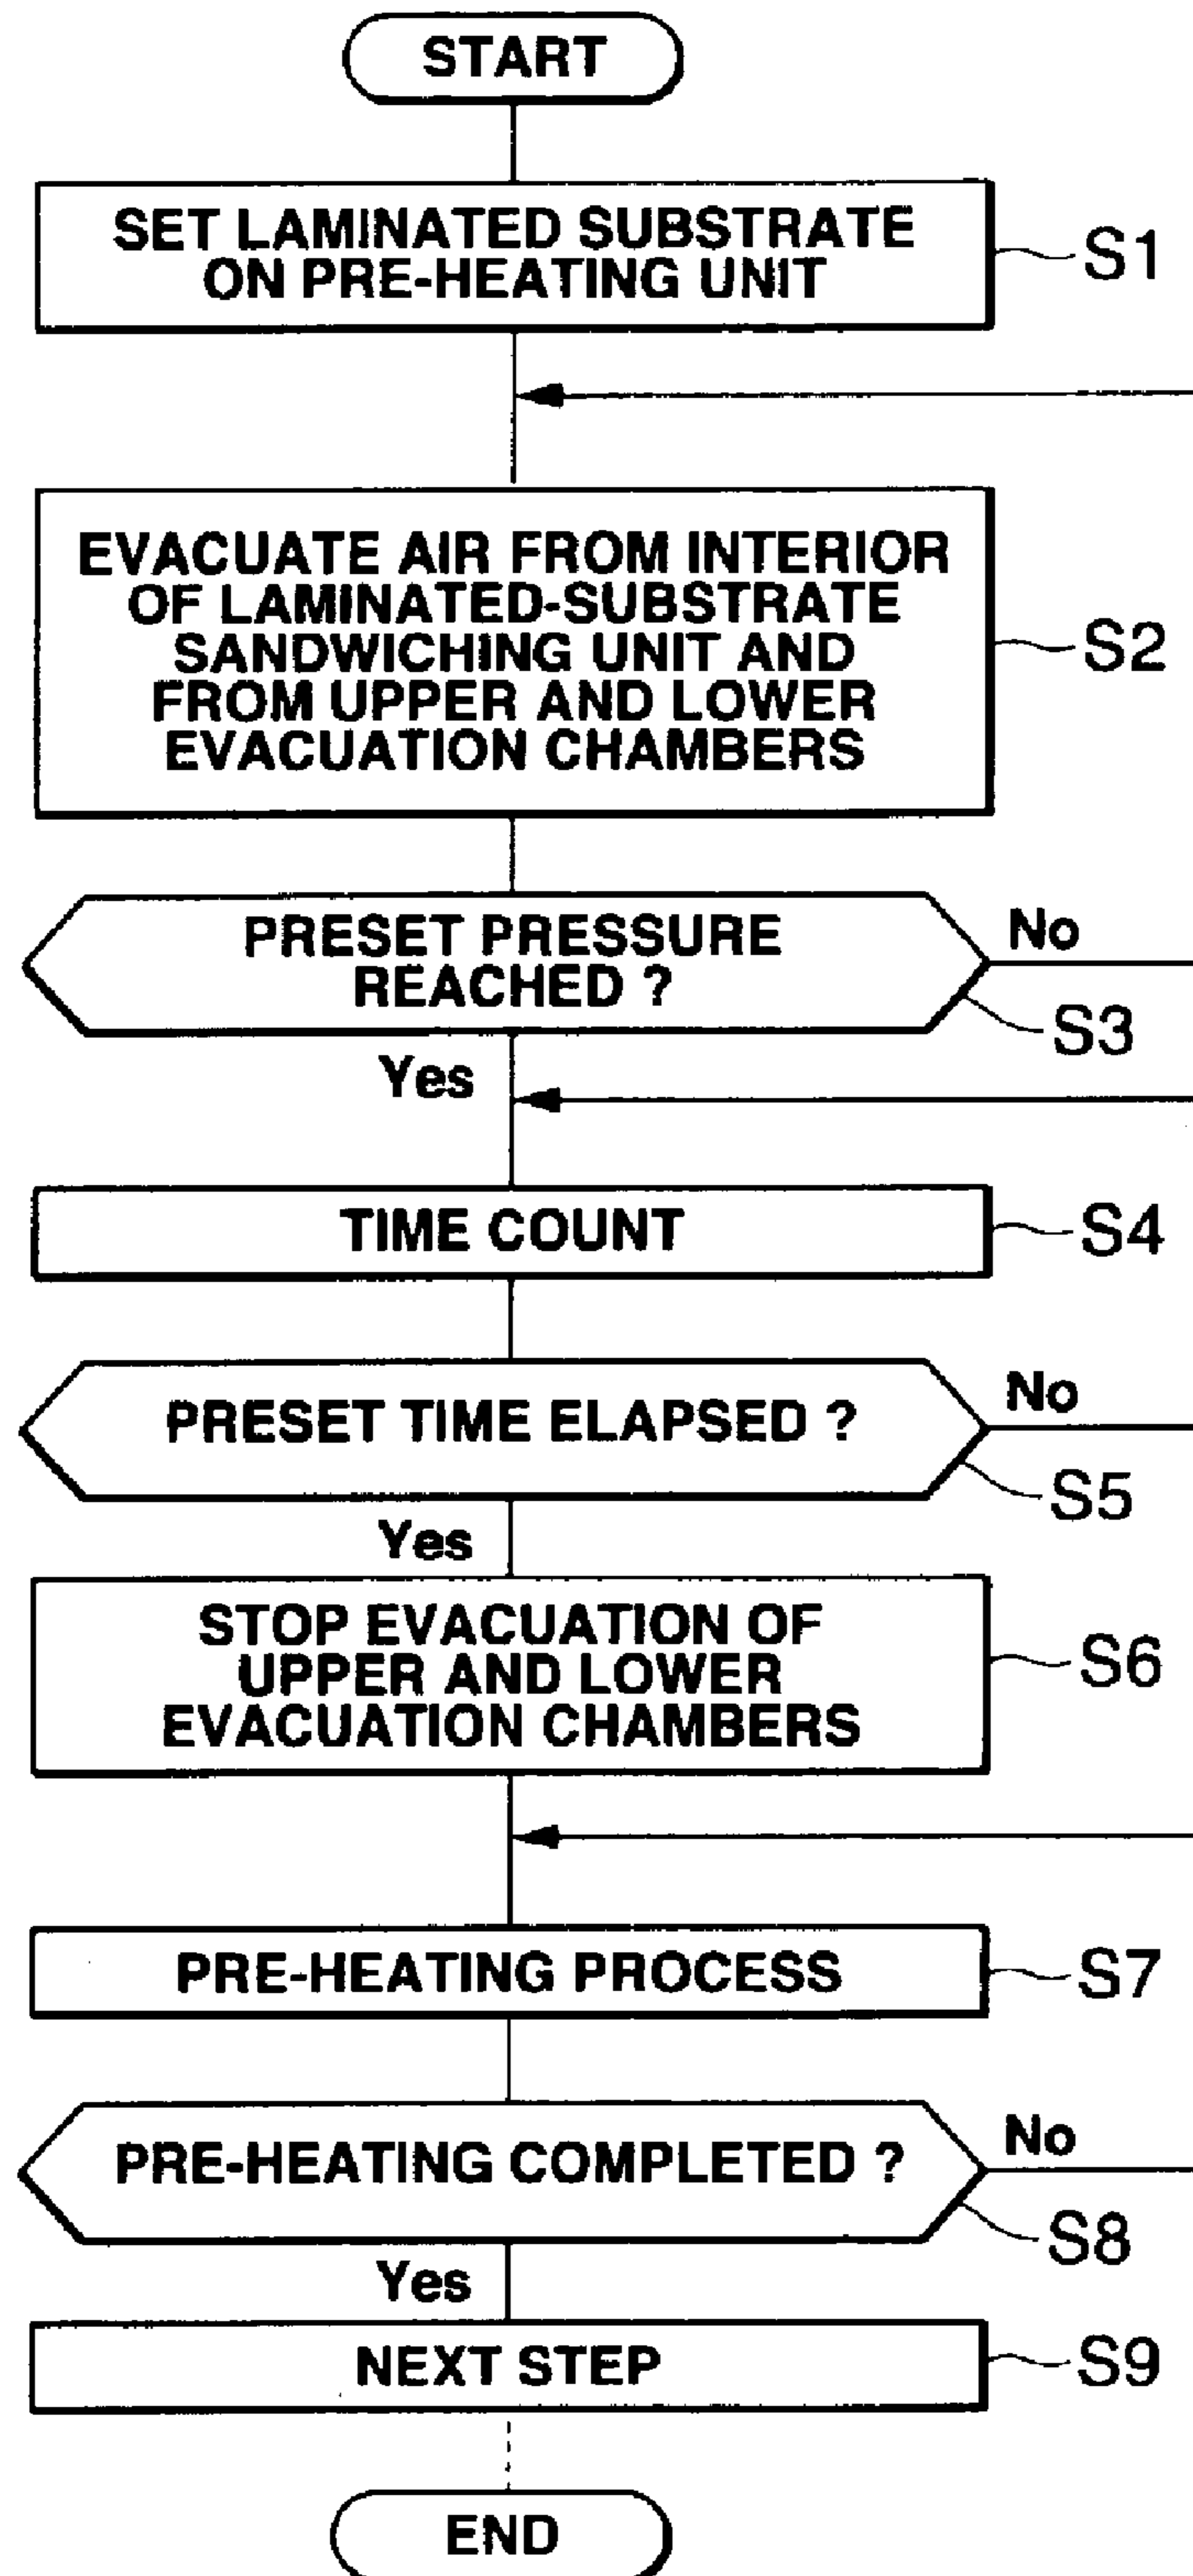 START
SET LAMINATED SUBSTRATE
ON PRE-HEATING UNIT
S1
EVACUATE AIR FROM INTERIOR
OF LAMINATED-SUBSTRATE
SANDWICHING UNIT AND
FROM UPPER AND LOWER
EVACUATION CHAMBERS
S2
PRESET PRESSURE
REACHED ?
No
S3
Yes
TIME COUNT
S4
PRESET TIME ELAPSED ?
No
S5
Yes
STOP EVACUATION OF
UPPER AND LOWER
EVACUATION CHAMBERS
S6
PRE-HEATING PROCESS
S7
PRE-HEATING COMPLETED ?
No
S8
Yes
NEXT STEP
S9
END